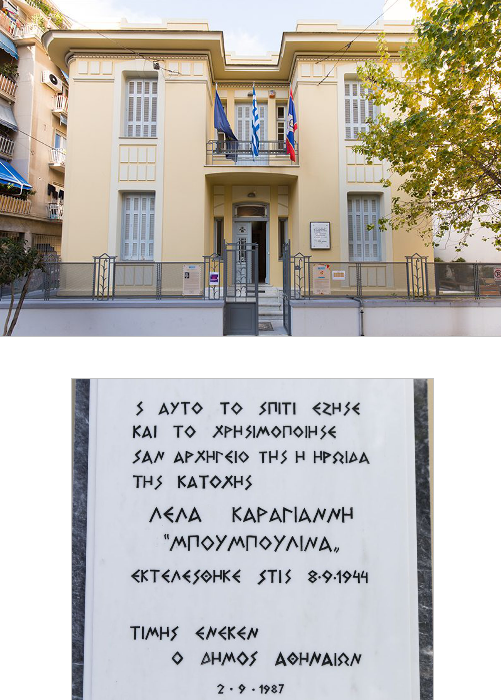 Σ ΑΥΤΟ ΤΟ ΣΠΙΤΙ ΕΖΗΣΕ
ΚΑΙ ΤΟ ΧΡΗΣΙΜΟΠΟΙΗΣΕ
ΣΑΝ ΑΡΧΗΓΕΙΟ ΤΗΣ Η ΗΡΩΙΔΑ
ΤΗΣ ΚΑΤΟΧΗΣ
ΛΕΛΑ ΚΑΡΑΓΙΑΝΝΗ
"ΜΠΟΥΜΠΟΥΛΙΝΑ„
ΕΚΤΕΛΕΣΘΗΚΕ ΣΤΙΣ 8·9·1944
ΤΙΜΗΣ ΕΝΕΚΕΝ
Ο ΔΗΜΟΣ ΑΘΗΝΑΙΩΝ
2·9·1987